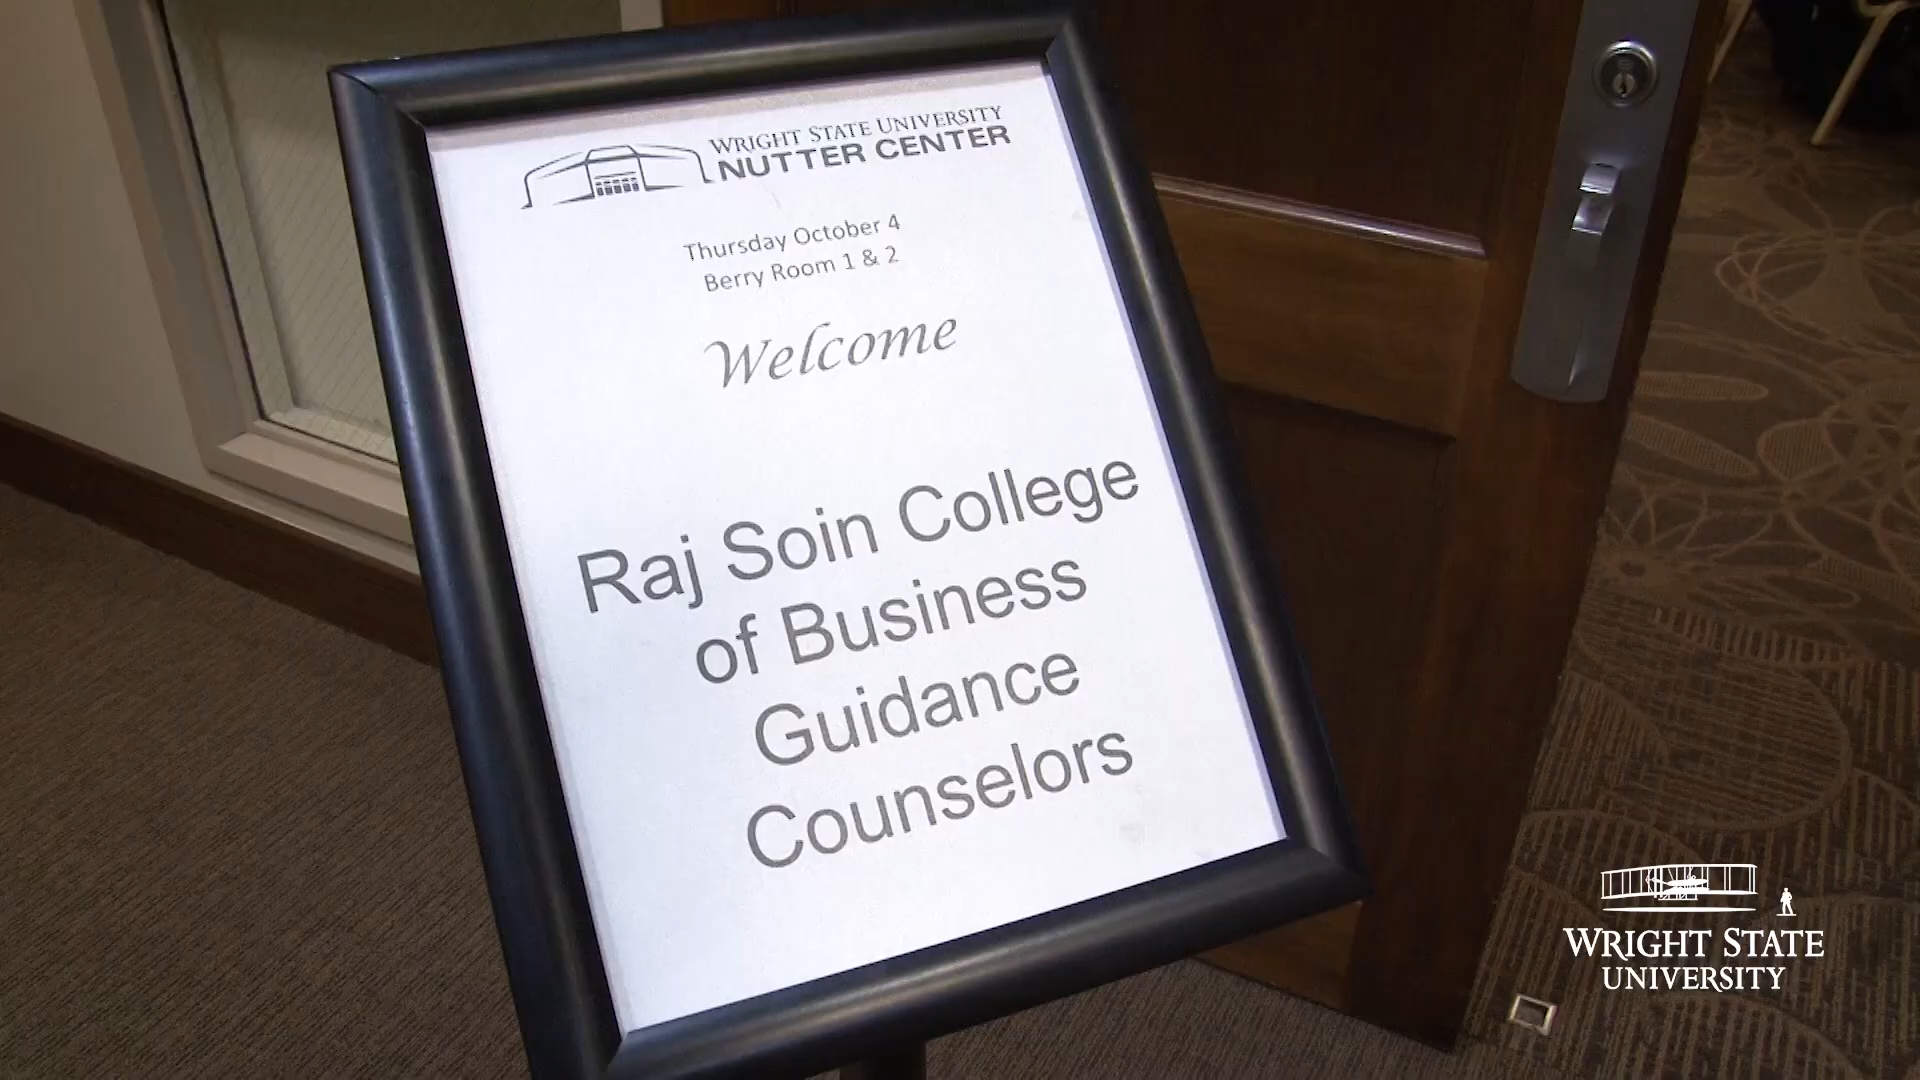 WRIGHT STATE UNIVERSITY
NUTTER CENTER
Thursday October 4
Berry Room 1 & 2
Welcome
Raj Soin College
of Business
Guidance
Counselors
WRIGHT STATE
UNIVERSITY